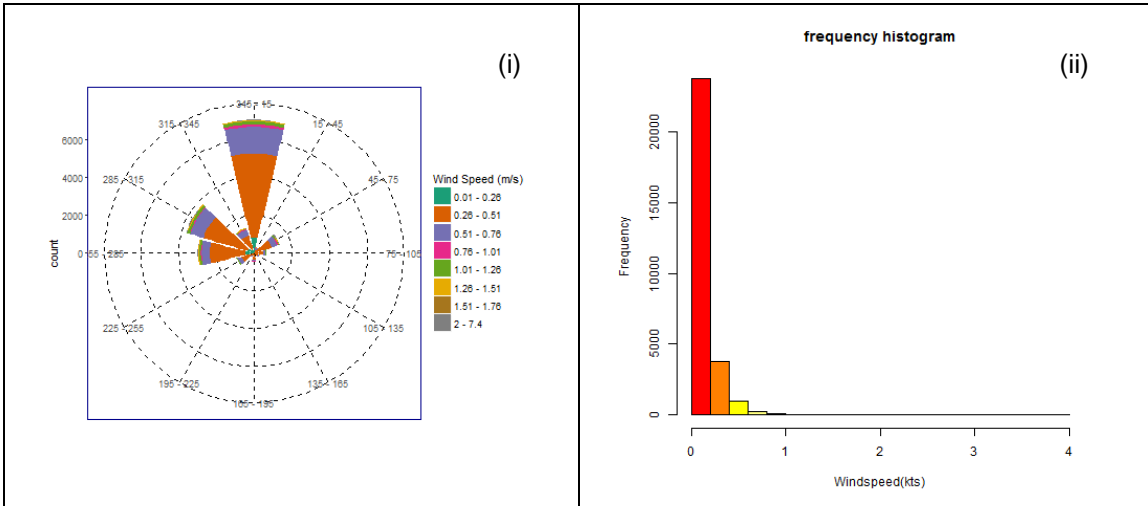 (i)
345 - 15
315 - 345
15 - 45
285 - 315
45 - 75
55 - 285
75 - 105
225 - 255
105 - 135
195 - 225
135 - 165
165 - 195
6000
4000
2000
0
count
Wind Speed (m/s)
0.01 - 0.26
0.26 - 0.51
0.51 - 0.76
0.76 - 1.01
1.01 - 1.26
1.26 - 1.51
1.51 - 1.76
2 - 7.4
frequency histogram
(ii)
20000
15000
10000
5000
0
Frequency
0 1 2 3 4
Windspeed(kts)